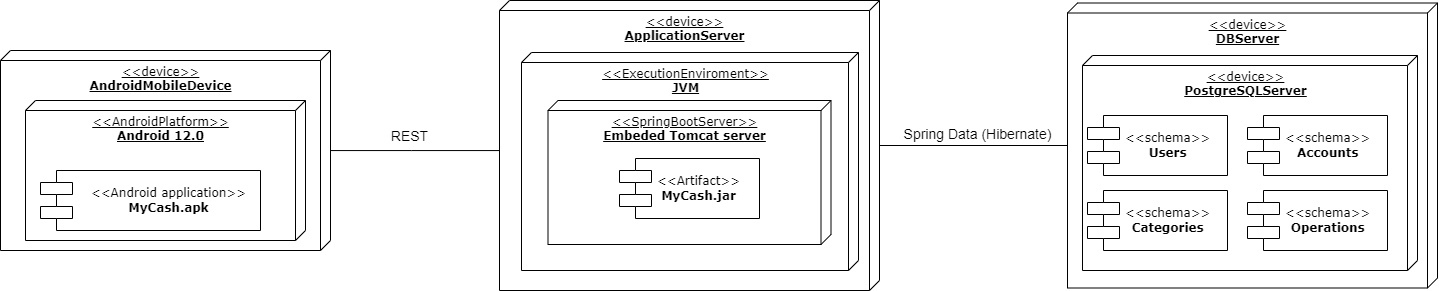 <<device>>
AndroidMobileDevice
<<AndroidPlatform>>
Android 12.0
<<Android application>>
MyCash.apk
REST
<<device>>
ApplicationServer
<<ExecutionEnviroment>>
JVM
<<SpringBootServer>>
Embeded Tomcat server
<<Artifact>>
MyCash.jar
Spring Data (Hibernate)
<<device>>
DBServer
<<device>>
PostgreSQLServer
<<schema>>
Users
<<schema>>
Accounts
<<schema>>
Categories
<<schema>>
Operations